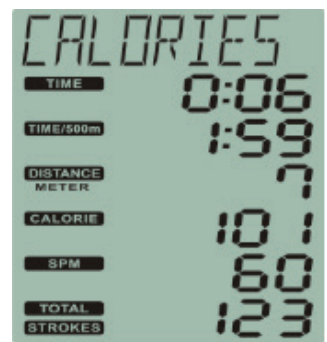 CALORIES
TIME 0:06
TIME/500m 1:59
DISTANCE METER 7
CALORIE 101
SPM 60
TOTAL STROKES 123